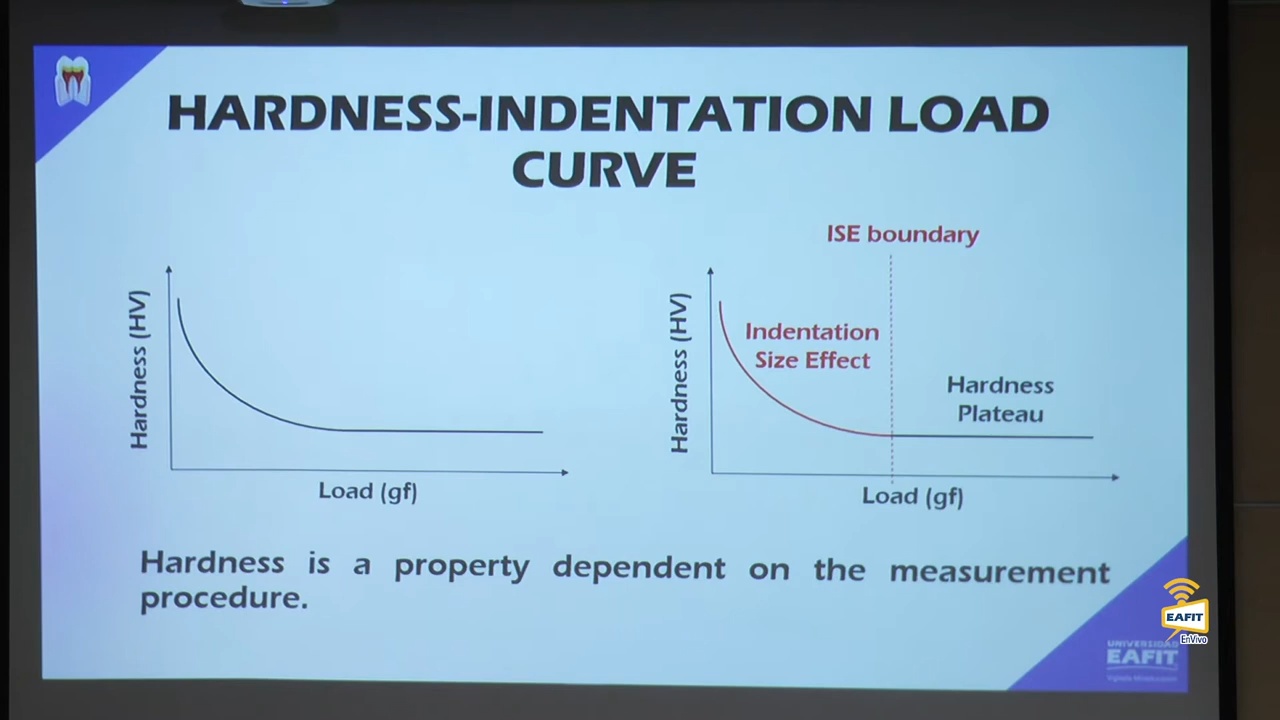 HARDNESS-INDENTATION LOAD
CURVE
Hardness (HV)
Load (gf)
ISE boundary
Hardness (HV)
Indentation
Size Effect
Hardness
Plateau
Load (gf)
Hardness is a property dependent on the measurement
procedure.
EAFIT
EnVivo
UNIVERSIDAD
EAFIT